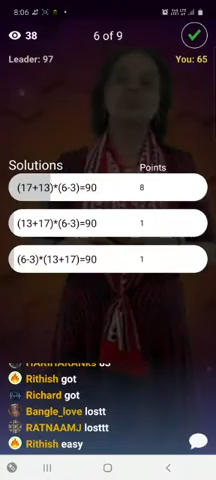 8:06
38
6 of 9
Leader: 97
You: 65
Solutions Points
(17+13)*(6-3)=90 8
(13+17)*(6-3)=90 1
(6-3)*(13+17)=90 1
Rithish got
Richard got
Bangle_love lostt
RATNAAMJ losttt
Rithish easy